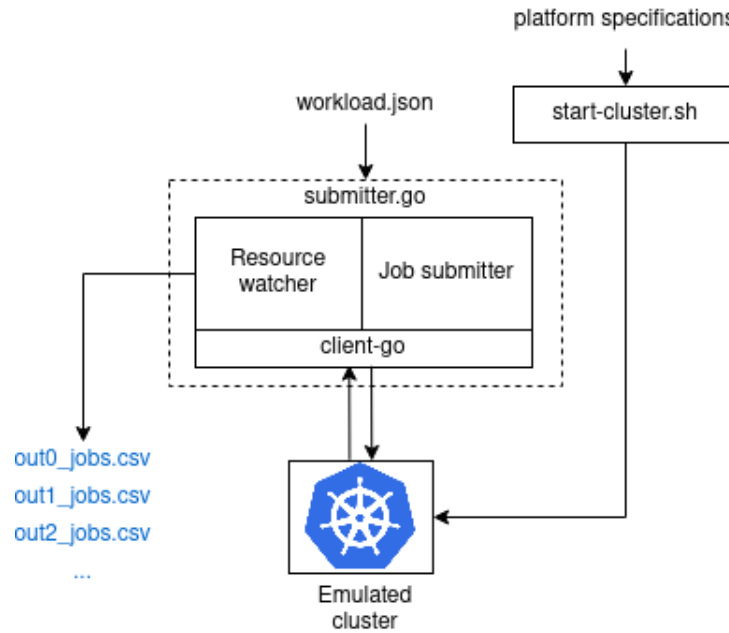 platform specifications
start-cluster.sh
workload.json
submitter.go
Resource
watcher
Job submitter
client-go
out0_jobs.csv
out1_jobs.csv
out2_jobs.csv
...
Emulated
cluster